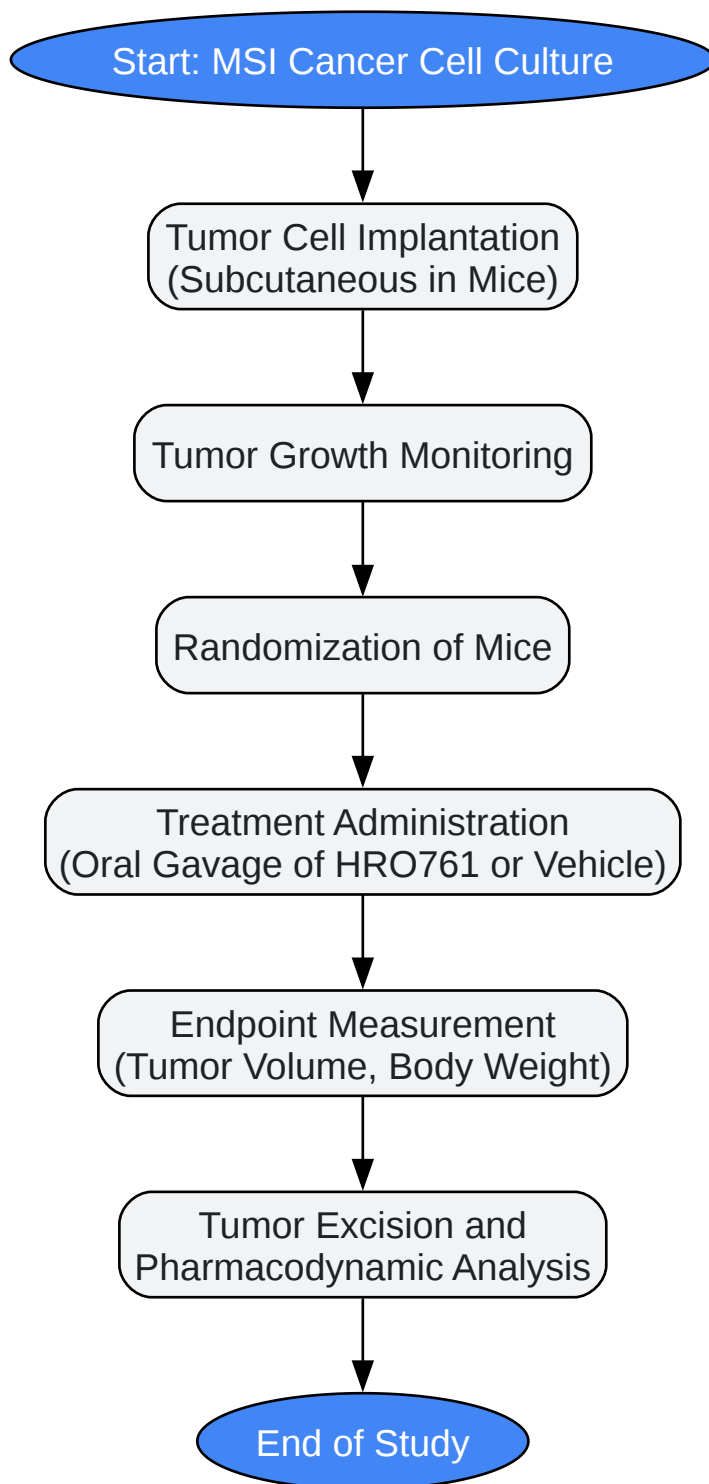 Start: MSI Cancer Cell Culture
Tumor Cell Implantation
(Subcutaneous in Mice)
Tumor Growth Monitoring
Randomization of Mice
Treatment Administration
(Oral Gavage of HRO761 or Vehicle)
Endpoint Measurement
(Tumor Volume, Body Weight)
Tumor Excision and
Pharmacodynamic Analysis
End of Study